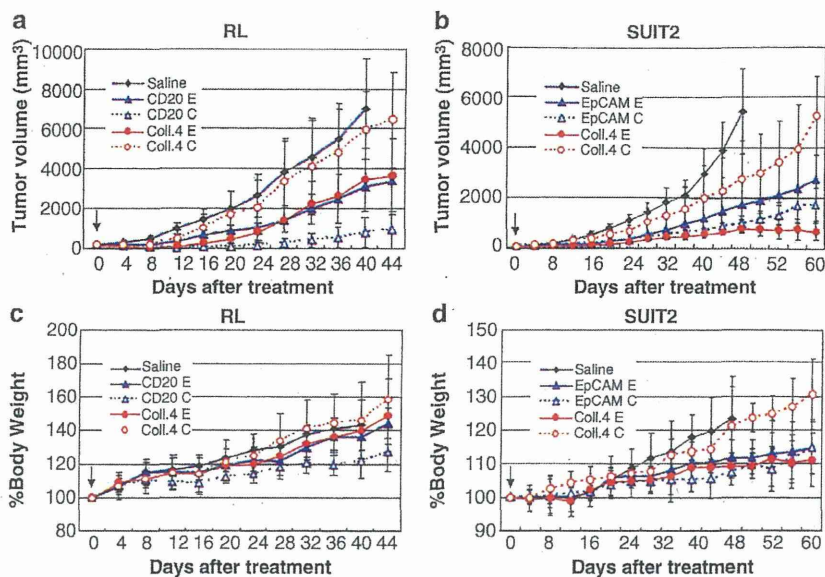 a
RL
Tumor volume (mm³)
10000
8000
6000
4000
2000
0
Saline
CD20 E
CD20 C
Coll.4 E
Coll.4 C
0 4 8 12 16 20 24 28 32 36 40 44
Days after treatment
b
SUIT2
Tumor volume (mm³)
8000
6000
4000
2000
0
Saline
EpCAM E
EpCAM C
Coll.4 E
Coll.4 C
0 8 16 24 32 40 48 52 60
Days after treatment
c
RL
%Body Weight
200
180
160
140
120
100
80
Saline
CD20 E
CD20 C
Coll.4 E
Coll.4 C
0 4 8 12 16 20 24 28 32 36 40 44
Days after treatment
d
SUIT2
%Body Weight
150
140
130
120
110
100
90
Saline
EpCAM E
EpCAM C
Coll.4 E
Coll.4 C
0 8 16 24 32 40 48 52 60
Days after treatment